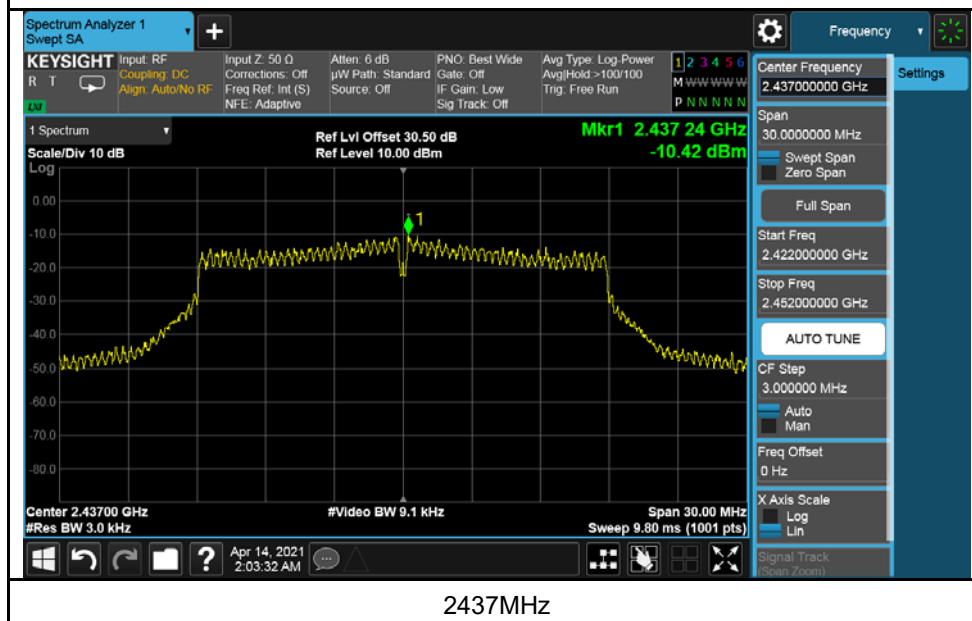 Spectrum Analyzer 1
Swept SA
+
Frequency
KEYSIGHT
R T
LXI
Input: RF
Coupling: DC
Align: Auto/No RF
Input Z: 50 Ω
Corrections: Off
Freq Ref: Int (S)
NFE: Adaptive
Atten: 6 dB
µW Path: Standard
Source: Off
PNO: Best Wide
Gate: Off
IF Gain: Low
Sig Track: Off
Avg Type: Log-Power
Avg|Hold:>100/100
Trig: Free Run
1 2 3 4 5 6
M W W W W W
P N N N N N
1 Spectrum
Scale/Div 10 dB
Log
Ref Lvl Offset 30.50 dB
Ref Level 10.00 dBm
Mkr1 2.437 24 GHz
-10.42 dBm
1
0.00
-10.0
-20.0
-30.0
-40.0
-50.0
-60.0
-70.0
-80.0
Center 2.43700 GHz
#Res BW 3.0 kHz
#Video BW 9.1 kHz
Span 30.00 MHz
Sweep 9.80 ms (1001 pts)
Center Frequency
2.437000000 GHz
Span
30.0000000 MHz
Swept Span
Zero Span
Full Span
Start Freq
2.422000000 GHz
Stop Freq
2.452000000 GHz
AUTO TUNE
CF Step
3.000000 MHz
Auto
Man
Freq Offset
0 Hz
X Axis Scale
Log
Lin
Signal Track
(Span Zoom)
Settings
?
Apr 14, 2021
2:03:32 AM
2437MHz